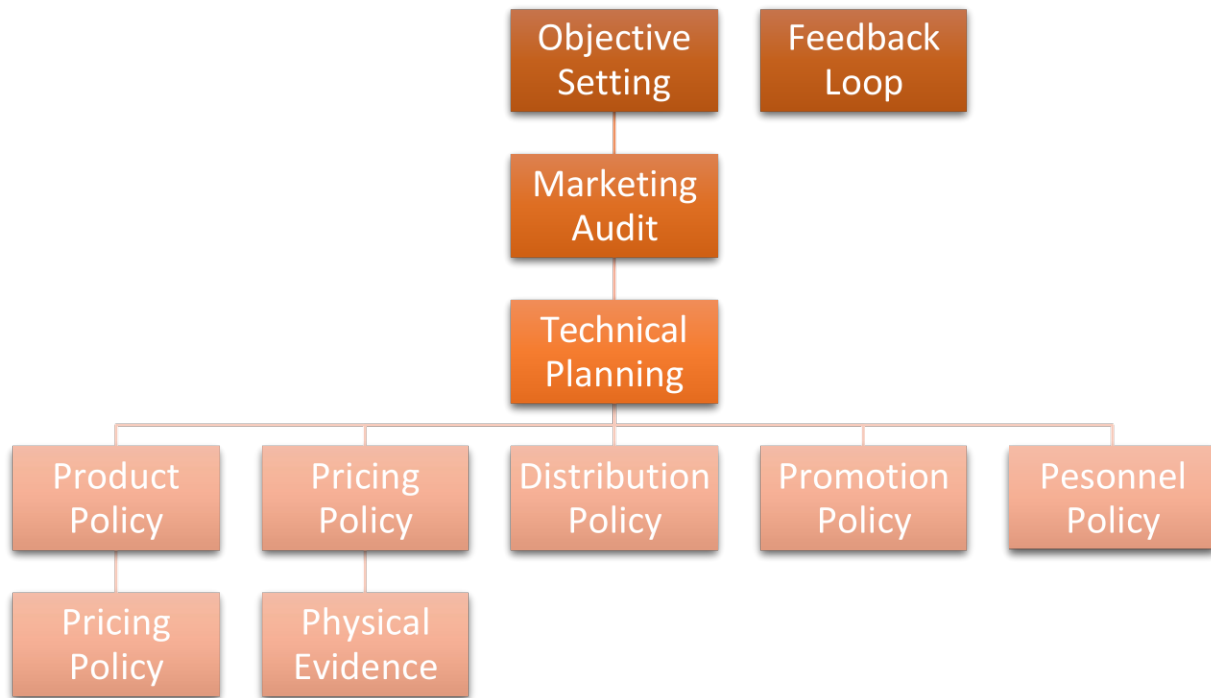 Objective
Setting
Feedback
Loop
Marketing
Audit
Technical
Planning
Product
Policy
Pricing
Policy
Distribution
Policy
Promotion
Policy
Pesonnel
Policy
Pricing
Policy
Physical
Evidence